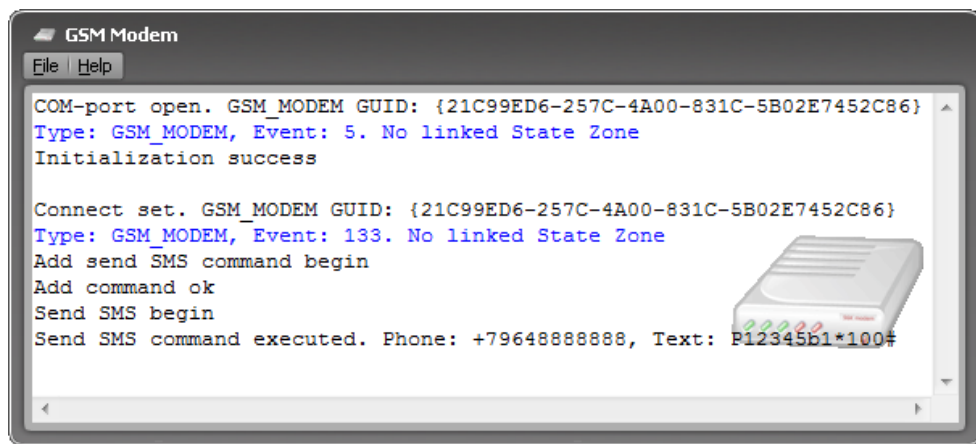 GSM Modem
File Help
COM-port open. GSM_MODEM GUID: {21C99ED6-257C-4A00-831C-5B02E7452C86}
Type: GSM_MODEM, Event: 5. No linked State Zone
Initialization success
Connect set. GSM_MODEM GUID: {21C99ED6-257C-4A00-831C-5B02E7452C86}
Type: GSM_MODEM, Event: 133. No linked State Zone
Add send SMS command begin
Add command ok
Send SMS begin
Send SMS command executed. Phone: +79648888888, Text: P12345b1*100#